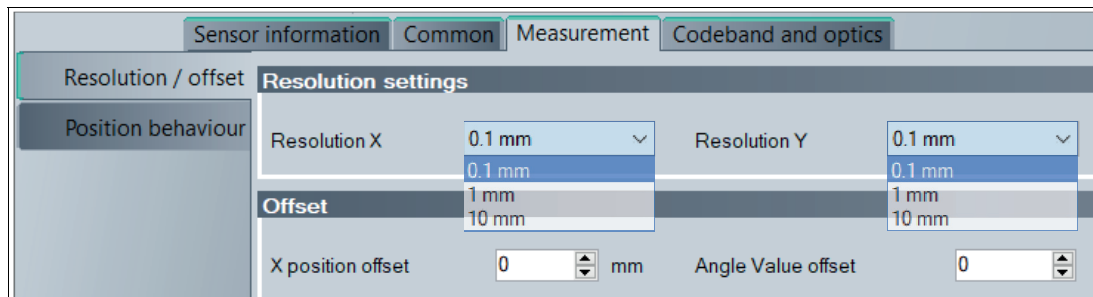 Sensor information Common Measurement Codeband and optics
Resolution / offset
Position behaviour
Resolution settings
Resolution X 0.1 mm Resolution Y 0.1 mm
0.1 mm 0.1 mm
1 mm 1 mm
10 mm 10 mm
Offset
X position offset 0 mm Angle Value offset 0